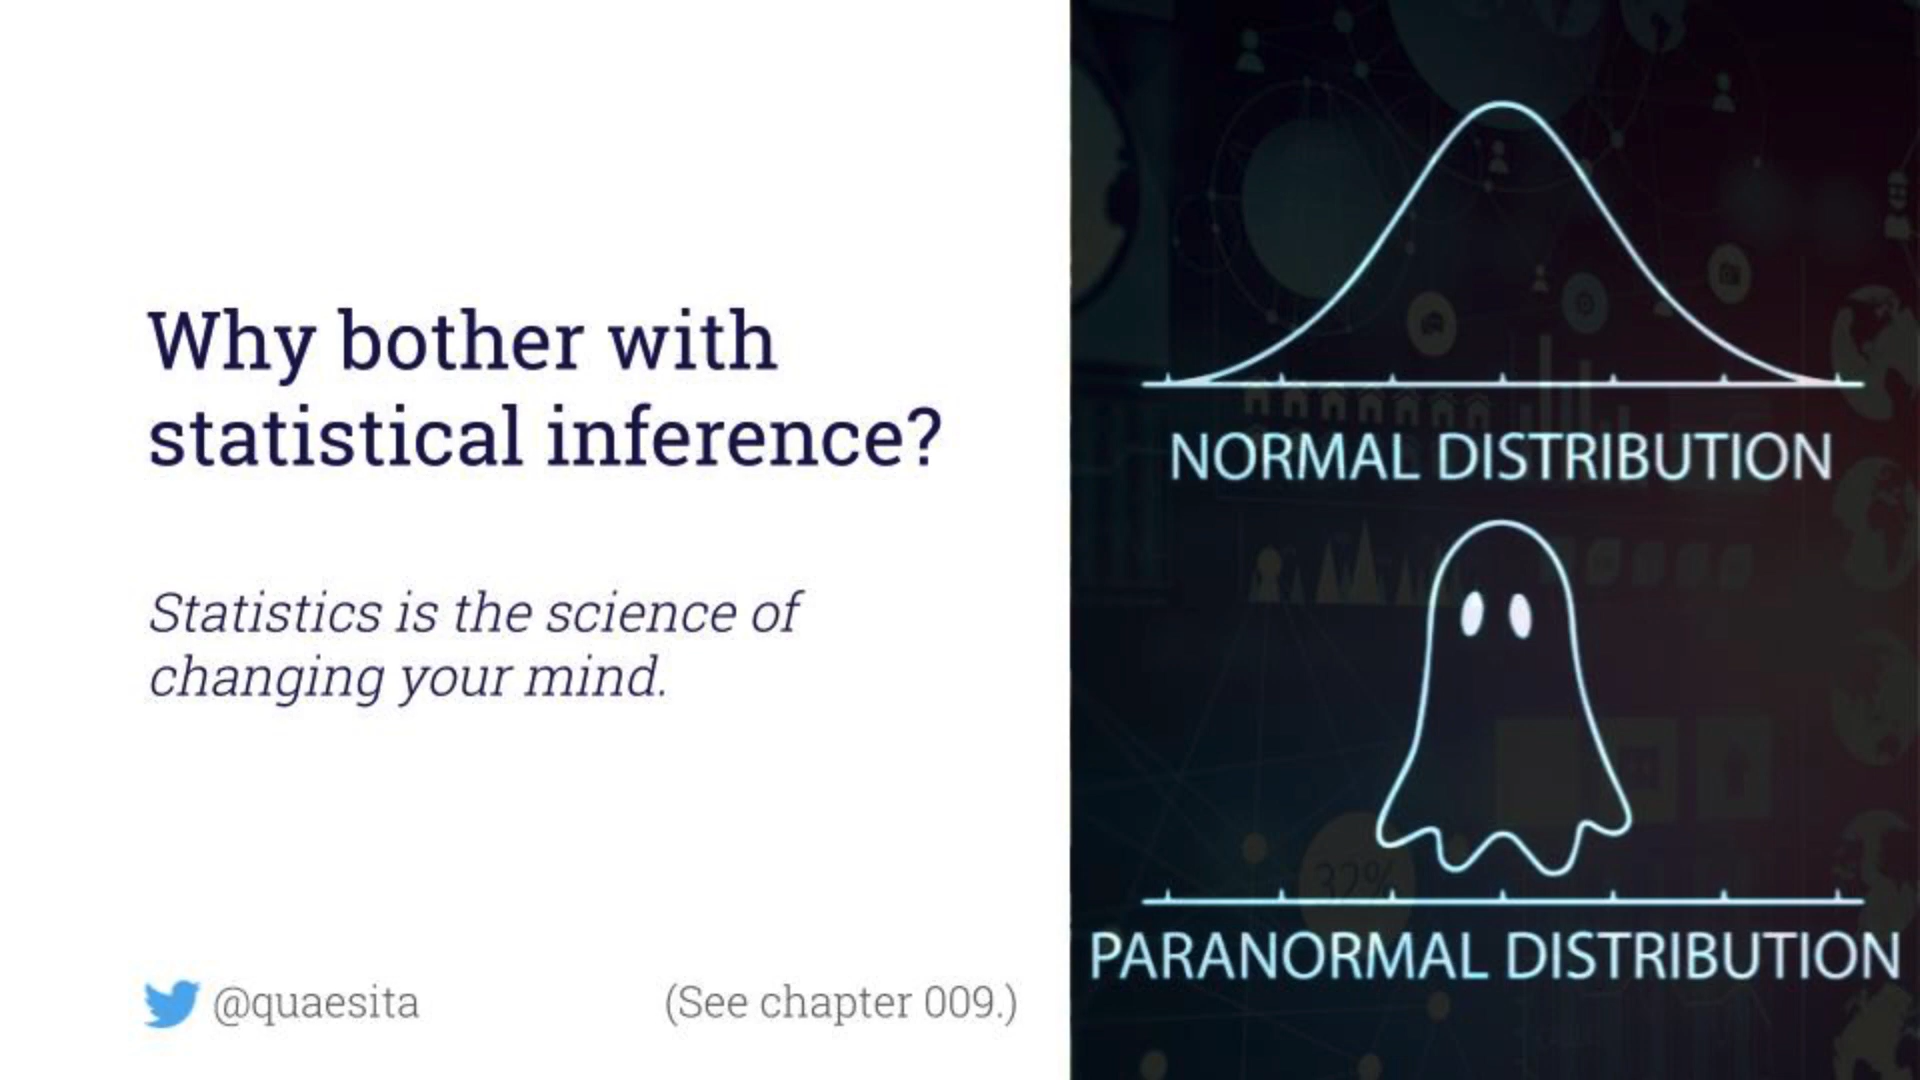 Why bother with
statistical inference?
Statistics is the science of
changing your mind.
@quaesita
(See chapter 009.)
NORMAL DISTRIBUTION
32%
PARANORMAL DISTRIBUTION